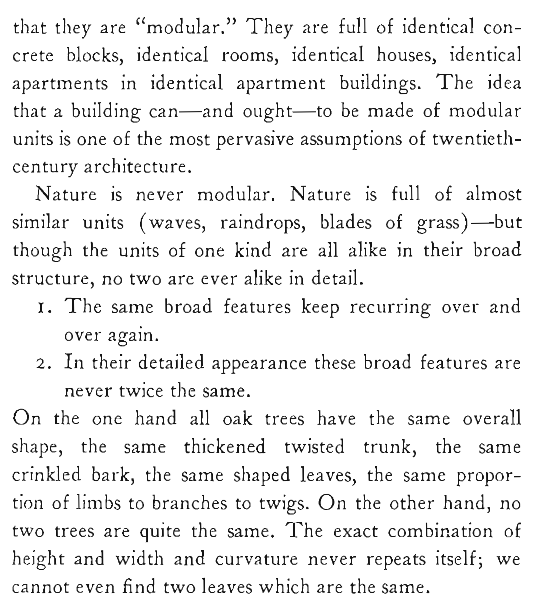 that they are “modular.” They are full of identical con-
crete blocks, identical rooms, identical houses, identical
apartments in identical apartment buildings. The idea
that a building can—and ought—to be made of modular
units is one of the most pervasive assumptions of twentieth-
century architecture.
Nature is never modular. Nature is full of almost
similar units (waves, raindrops, blades of grass)—but
though the units of one kind are all alike in their broad
structure, no two are ever alike in detail.
1. The same broad features keep recurring over and
over again.
2. In their detailed appearance these broad features are
never twice the same.
On the one hand all oak trees have the same overall
shape, the same thickened twisted trunk, the same
crinkled bark, the same shaped leaves, the same propor-
tion of limbs to branches to twigs. On the other hand, no
two trees are quite the same. The exact combination of
height and width and curvature never repeats itself; we
cannot even find two leaves which are the same.